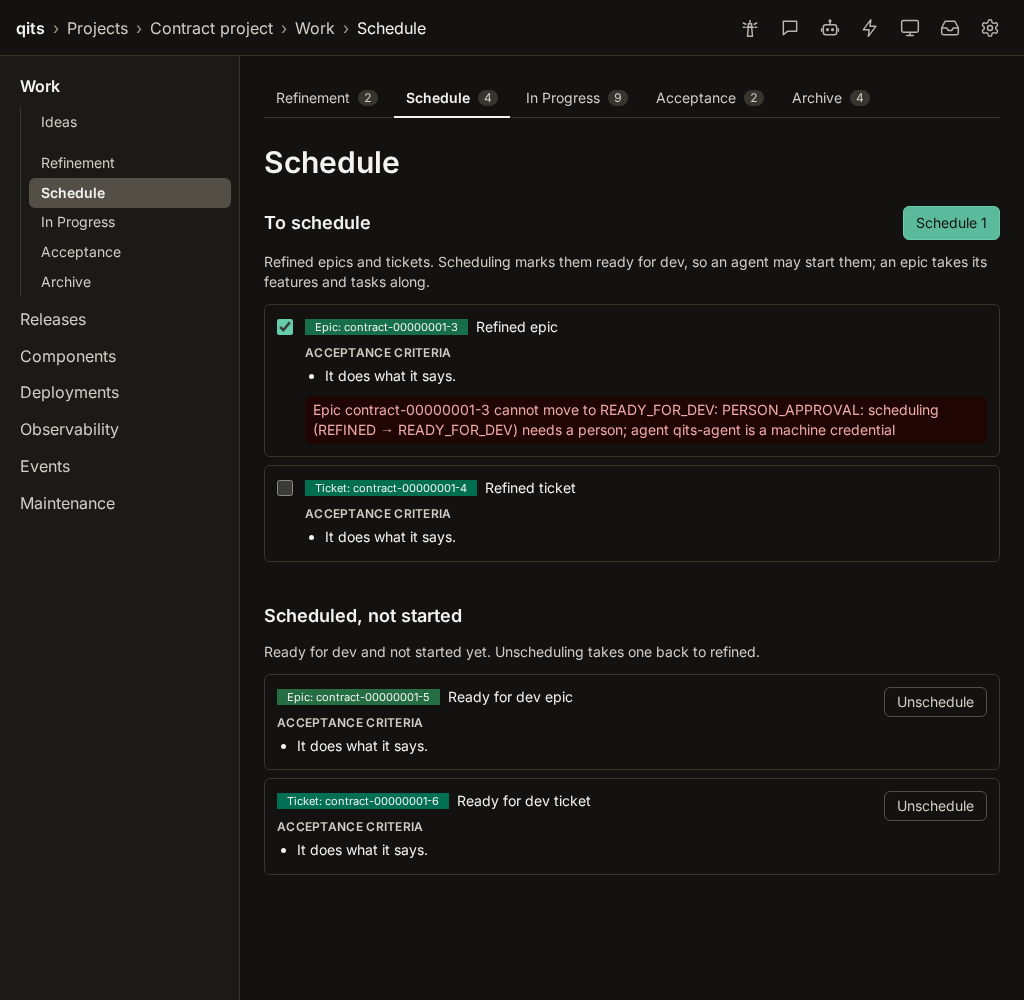 qits › Projects › Contract project › Work › Schedule
Work
Ideas
Refinement
Schedule
In Progress
Acceptance
Archive
Releases
Components
Deployments
Observability
Events
Maintenance
Refinement 2 Schedule 4 In Progress 9 Acceptance 2 Archive 4
Schedule
To schedule
Schedule 1
Refined epics and tickets. Scheduling marks them ready for dev, so an agent may start them; an epic takes its
features and tasks along.
Epic: contract-00000001-3 Refined epic
ACCEPTANCE CRITERIA
• It does what it says.
Epic contract-00000001-3 cannot move to READY_FOR_DEV: PERSON_APPROVAL: scheduling
(REFINED → READY_FOR_DEV) needs a person; agent qits-agent is a machine credential
Ticket: contract-00000001-4 Refined ticket
ACCEPTANCE CRITERIA
• It does what it says.
Scheduled, not started
Ready for dev and not started yet. Unscheduling takes one back to refined.
Epic: contract-00000001-5 Ready for dev epic
Unschedule
ACCEPTANCE CRITERIA
• It does what it says.
Ticket: contract-00000001-6 Ready for dev ticket
Unschedule
ACCEPTANCE CRITERIA
• It does what it says.